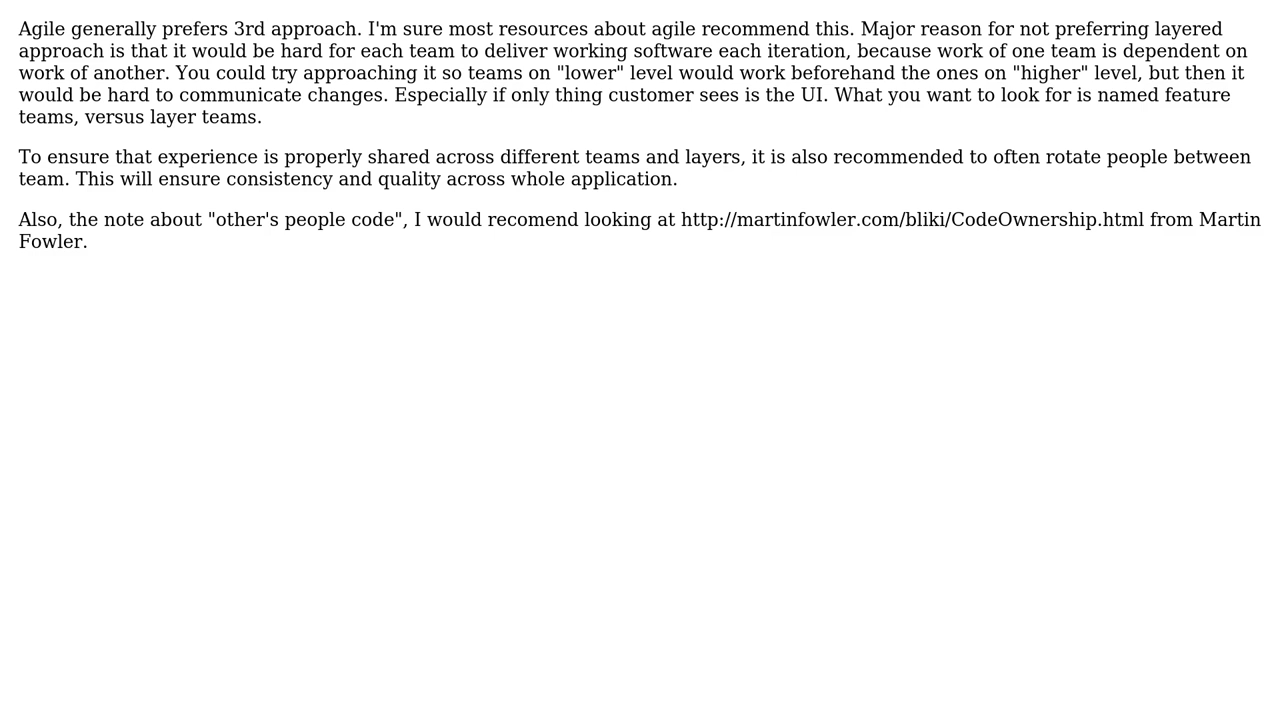 Agile generally prefers 3rd approach. I'm sure most resources about agile recommend this. Major reason for not preferring layered
approach is that it would be hard for each team to deliver working software each iteration, because work of one team is dependent on
work of another. You could try approaching it so teams on "lower" level would work beforehand the ones on "higher" level, but then it
would be hard to communicate changes. Especially if only thing customer sees is the UI. What you want to look for is named feature
teams, versus layer teams.
To ensure that experience is properly shared across different teams and layers, it is also recommended to often rotate people between
team. This will ensure consistency and quality across whole application.
Also, the note about "other's people code", I would recomend looking at http://martinfowler.com/bliki/CodeOwnership.html from Martin
Fowler.